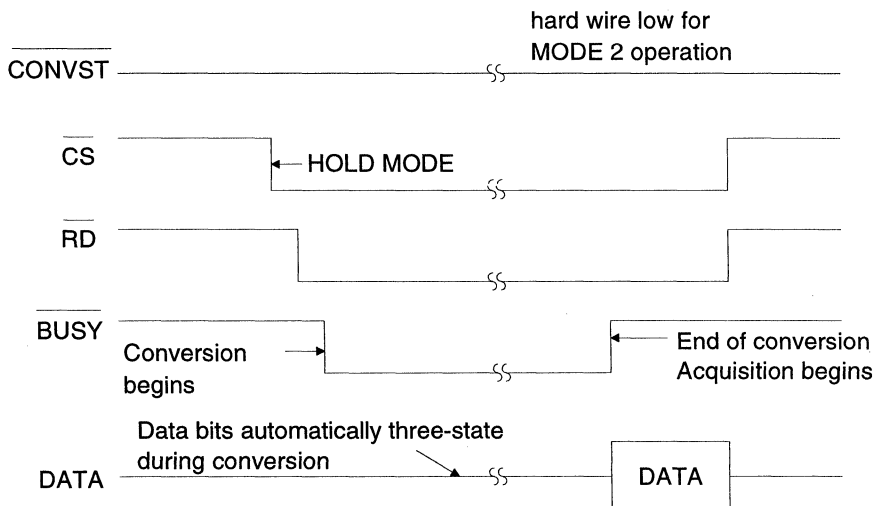 hard wire low for
MODE 2 operation
CONVST
CS
HOLD MODE
RD
BUSY
Conversion
begins
End of conversion
Acquisition begins
Data bits automatically three-state
during conversion
DATA
DATA